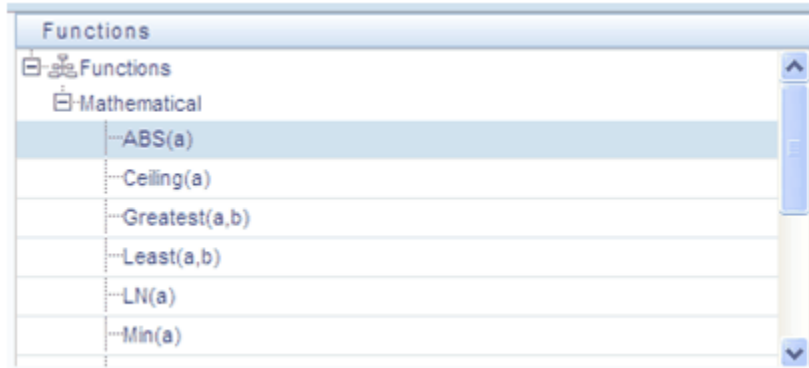 Functions
Functions
Mathematical
ABS(a)
Ceiling(a)
Greatest(a,b)
Least(a,b)
LN(a)
Min(a)